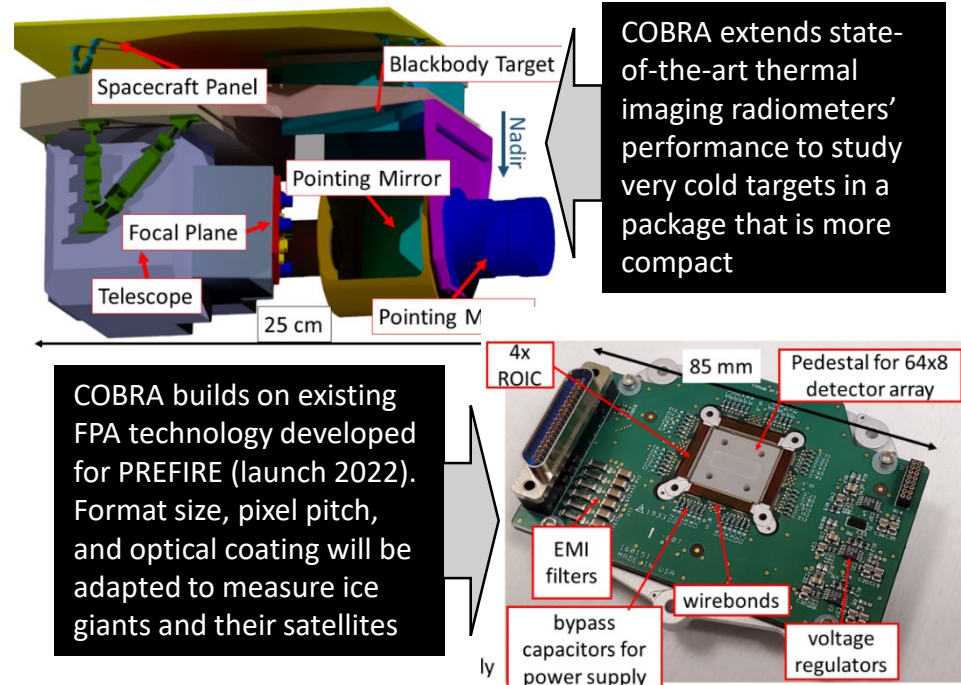 Spacecraft Panel
Blackbody Target
Nadir
Pointing Mirror
Focal Plane
Telescope
Pointing M
25 cm
COBRA extends state-
of-the-art thermal
imaging radiometers’
performance to study
very cold targets in a
package that is more
compact
COBRA builds on existing
FPA technology developed
for PREFIRE (launch 2022).
Format size, pixel pitch,
and optical coating will be
adapted to measure ice
giants and their satellites
4x
ROIC
85 mm
Pedestal for 64x8
detector array
EMI
filters
wirebonds
bypass
capacitors for
power supply
voltage
regulators
ly